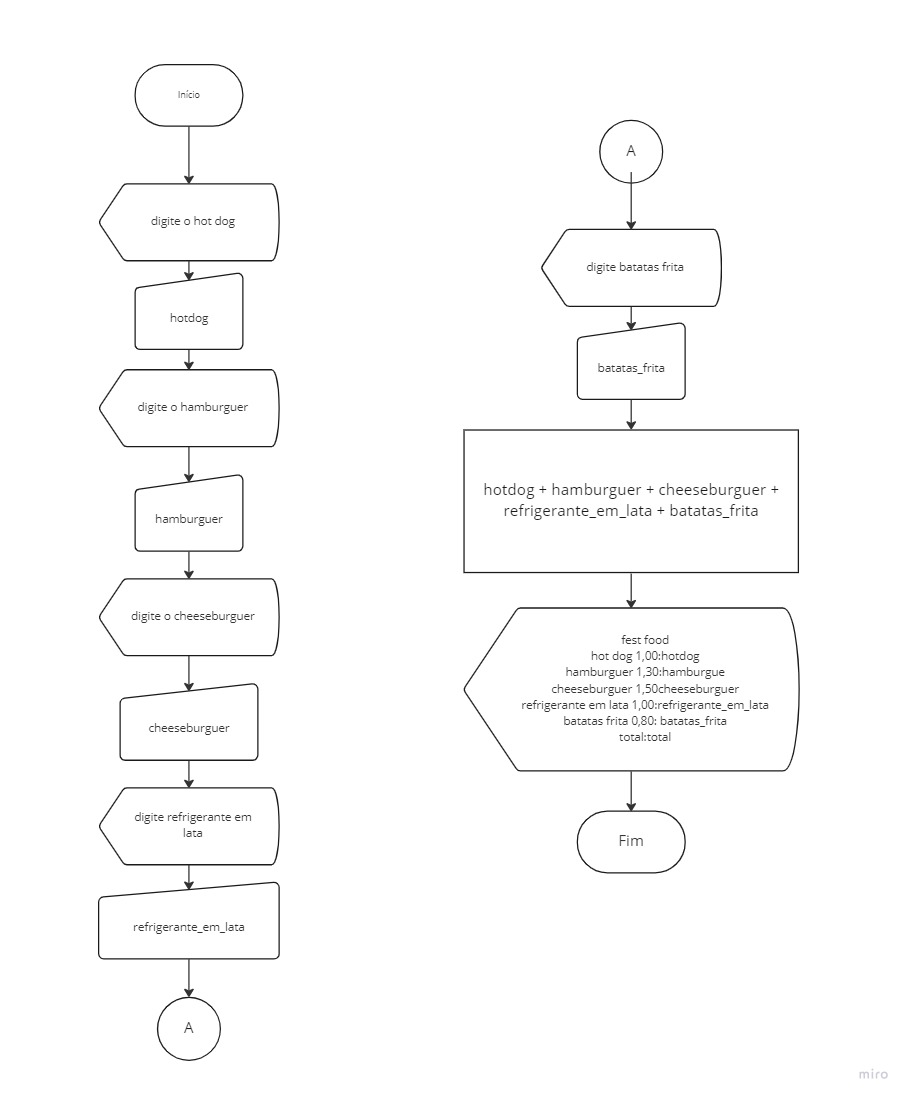 Início
digite o hot dog
hotdog
digite o hamburguer
hamburguer
digite o cheeseburguer
cheeseburguer
digite refrigerante em
lata
refrigerante_em_lata
A
A
digite batatas frita
batatas_frita
hotdog + hamburguer + cheeseburguer +
refrigerante_em_lata + batatas_frita
fest food
hot dog 1,00:hotdog
hamburguer 1,30:hamburgue
cheeseburguer 1,50cheeseburguer
refrigerante em lata 1,00:refrigerante_em_lata
batatas frita 0,80: batatas_frita
total:total
Fim
miro